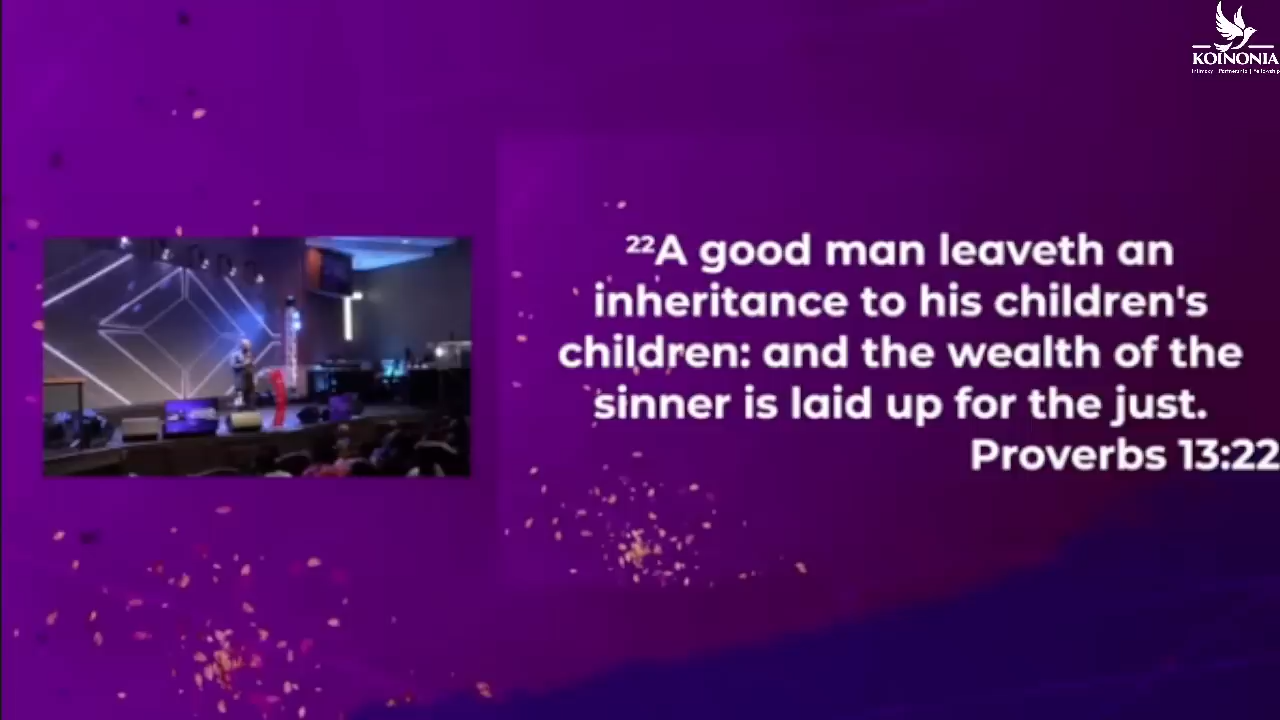 KOINONIA
²²A good man leaveth an
inheritance to his children's
children: and the wealth of the
sinner is laid up for the just.
Proverbs 13:22